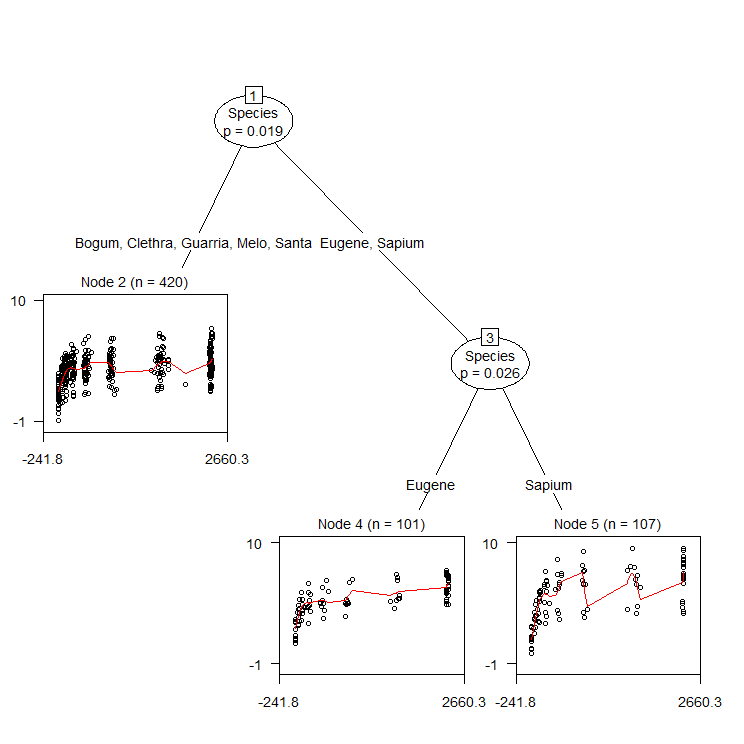 1
Species
p = 0.019
Bogum, Clethra, Guarria, Melo, Santa
Eugene, Sapium
Node 2 (n = 420)
10
-1
-241.8
2660.3
3
Species
p = 0.026
Eugene
Sapium
Node 4 (n = 101)
10
-1
-241.8
2660.3
Node 5 (n = 107)
10
-1
-241.8
2660.3